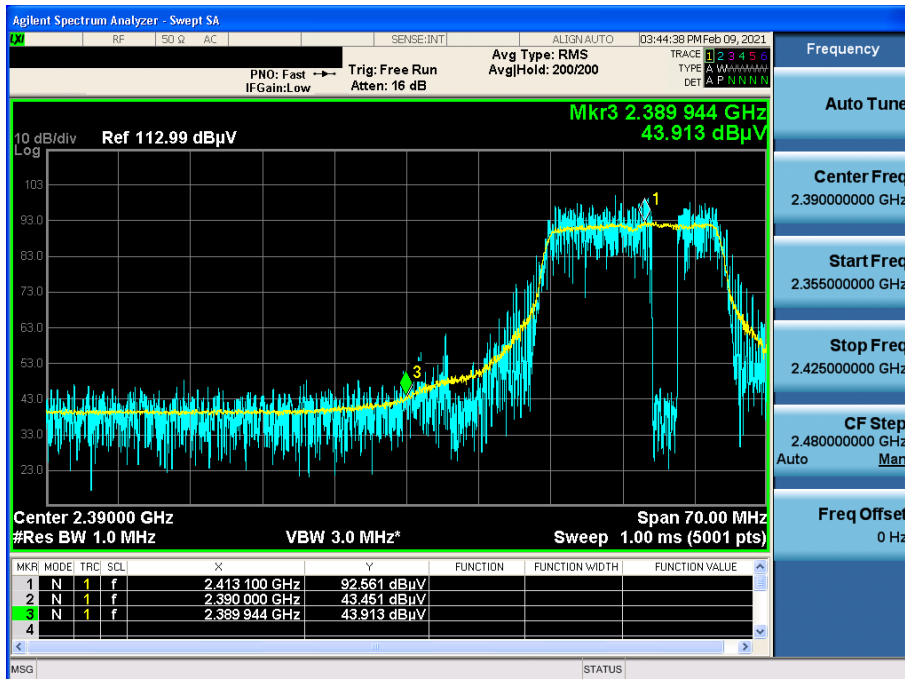 Agilent Spectrum Analyzer - Swept SA
LXI RF 50 Ω AC SENSE:INT ALIGN AUTO 03:44:38 PM Feb 09, 2021
PNO: Fast Trig: Free Run Avg Type: RMS TRACE 1 2 3 4 5 6
IFGain:Low Atten: 16 dB Avg|Hold: 200/200 TYPE A W W W W W
DET A P N N N N
Mkr3 2.389 944 GHz
43.913 dBµV
10 dB/div Ref 112.99 dBµV
Log
103
93.0
83.0
73.0
63.0
53.0
43.0
33.0
23.0
1
3
Center 2.39000 GHz Span 70.00 MHz
#Res BW 1.0 MHz VBW 3.0 MHz* Sweep 1.00 ms (5001 pts)
MKR MODE TRC SCL X Y FUNCTION FUNCTION WIDTH FUNCTION VALUE
1 N 1 f 2.413 100 GHz 92.561 dBµV
2 N 1 f 2.390 000 GHz 43.451 dBµV
3 N 1 f 2.389 944 GHz 43.913 dBµV
4
MSG STATUS
Frequency
Auto Tune
Center Freq
2.390000000 GHz
Start Freq
2.355000000 GHz
Stop Freq
2.425000000 GHz
CF Step
2.480000000 GHz
Auto Man
Freq Offset
0 Hz